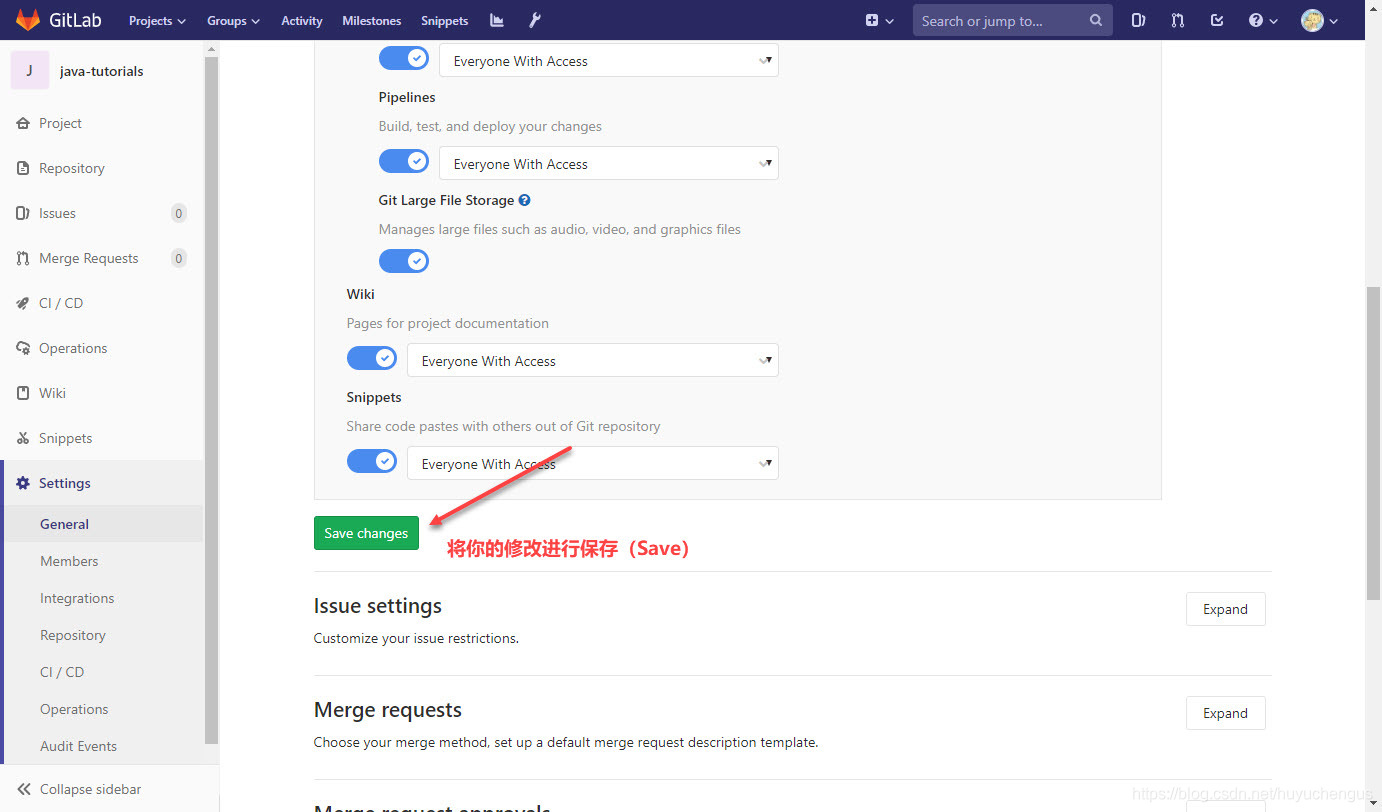 GitLab Projects Groups Activity Milestones Snippets Search or jump to...
J java-tutorials
Project
Repository
Issues 0
Merge Requests 0
CI / CD
Operations
Wiki
Snippets
Settings
General
Members
Integrations
Repository
CI / CD
Operations
Audit Events
Collapse sidebar
Everyone With Access
Pipelines
Build, test, and deploy your changes
Everyone With Access
Git Large File Storage
Manages large files such as audio, video, and graphics files
Wiki
Pages for project documentation
Everyone With Access
Snippets
Share code pastes with others out of Git repository
Everyone With Access
Save changes
将你的修改进行保存（Save）
Issue settings
Expand
Customize your issue restrictions.
Merge requests
Expand
Choose your merge method, set up a default merge request description template.
Merge request approvals
https://blog.csdn.net/huyuchengus